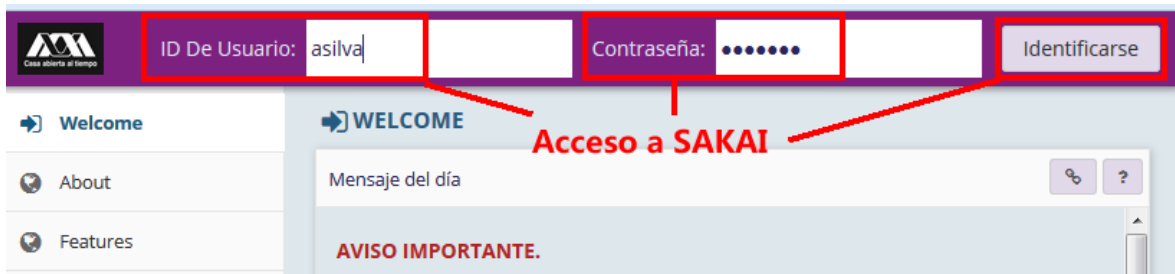 Casa abierta al tiempo
ID De Usuario: asilva Contraseña: ••••••• Identificarse
Welcome
WELCOME
Acceso a SAKAI
About
Mensaje del día
?
Features
AVISO IMPORTANTE.